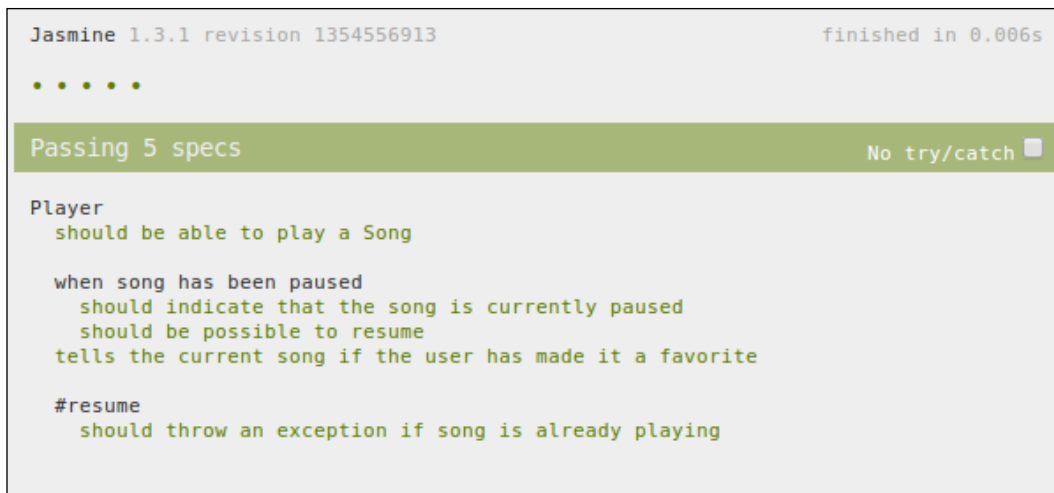 Jasmine 1.3.1 revision 1354556913 finished in 0.006s
Passing 5 specs No try/catch
Player
should be able to play a Song
when song has been paused
should indicate that the song is currently paused
should be possible to resume
tells the current song if the user has made it a favorite
#resume
should throw an exception if song is already playing